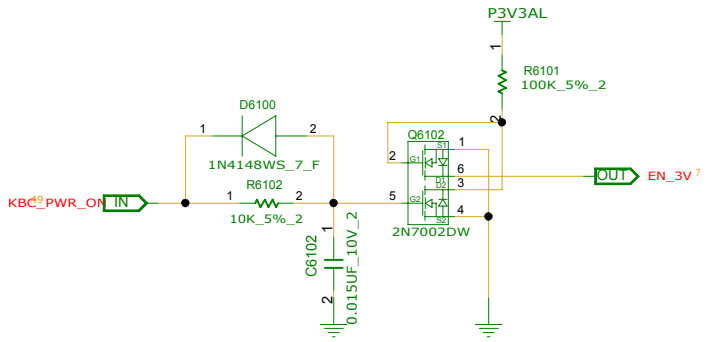 P3V3AL
1
R6101
100K_5%_2
2
D6100
1
2
1N4148WS_7_F
Q6102
2
G1
S1
1
D1
6
D2
3
5
G2
S2
4
2N7002DW
OUT
EN_3V 7
KBC_PWR_ON 49
IN
1
R6102
2
10K_5%_2
1
C6102
2
0.015UF_10V_2